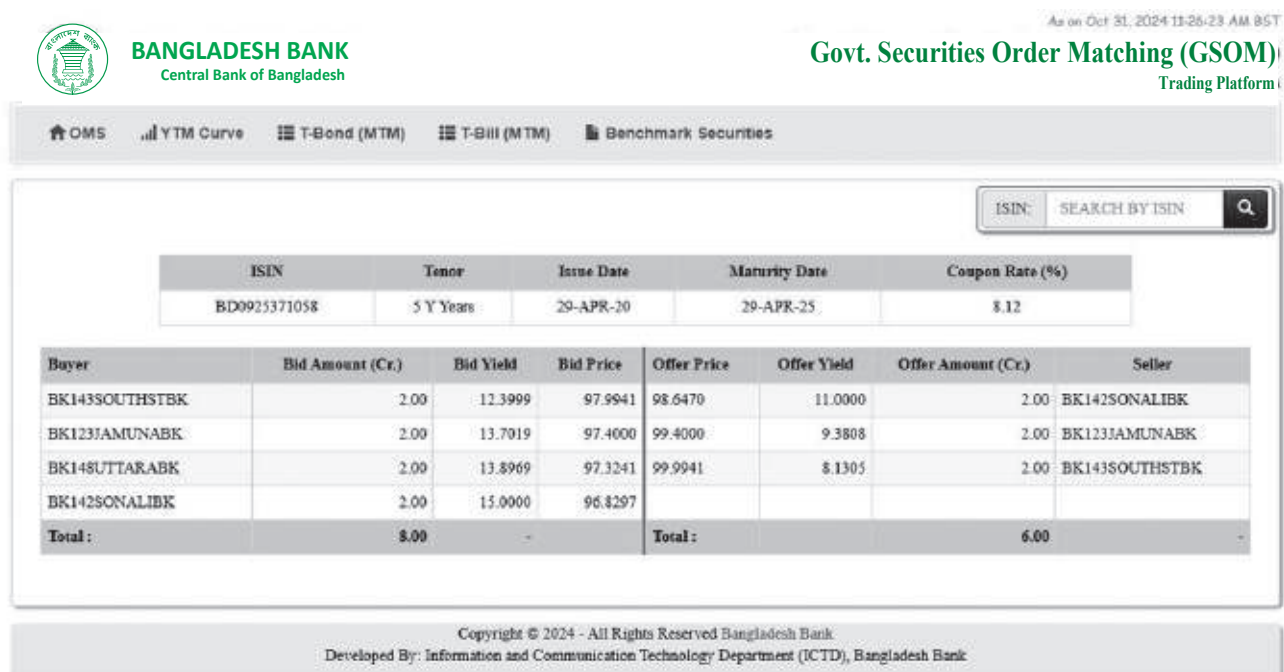 As on Oct 31, 2024 11-26-23 AM BST
BANGLADESH BANK
Central Bank of Bangladesh
Govt. Securities Order Matching (GSOM)
Trading Platform
OMS YTM Curve T-Bond (MTM) T-Bill (MTM) Benchmark Securities
ISIN: SEARCH BY ISIN
ISIN Tenor Issue Date Maturity Date Coupon Rate (%)
BD0925371058 5 Y Years 29-APR-20 29-APR-25 8.12
Buyer Bid Amount (Cr.) Bid Yield Bid Price Offer Price Offer Yield Offer Amount (Cr.) Seller
BK143SOUTHSTBK 2.00 12.3999 97.9941 98.6470 11.0000 2.00 BK142SONALIBK
BK123JAMUNABK 2.00 13.7019 97.4000 99.4000 9.3808 2.00 BK123JAMUNABK
BK148UTTARABK 2.00 13.8969 97.3241 99.9941 8.1305 2.00 BK143SOUTHSTBK
BK142SONALIBK 2.00 15.0000 96.8297
Total : 8.00 - Total : 6.00 -
Copyright © 2024 - All Rights Reserved Bangladesh Bank
Developed By: Information and Communication Technology Department (ICTD), Bangladesh Bank